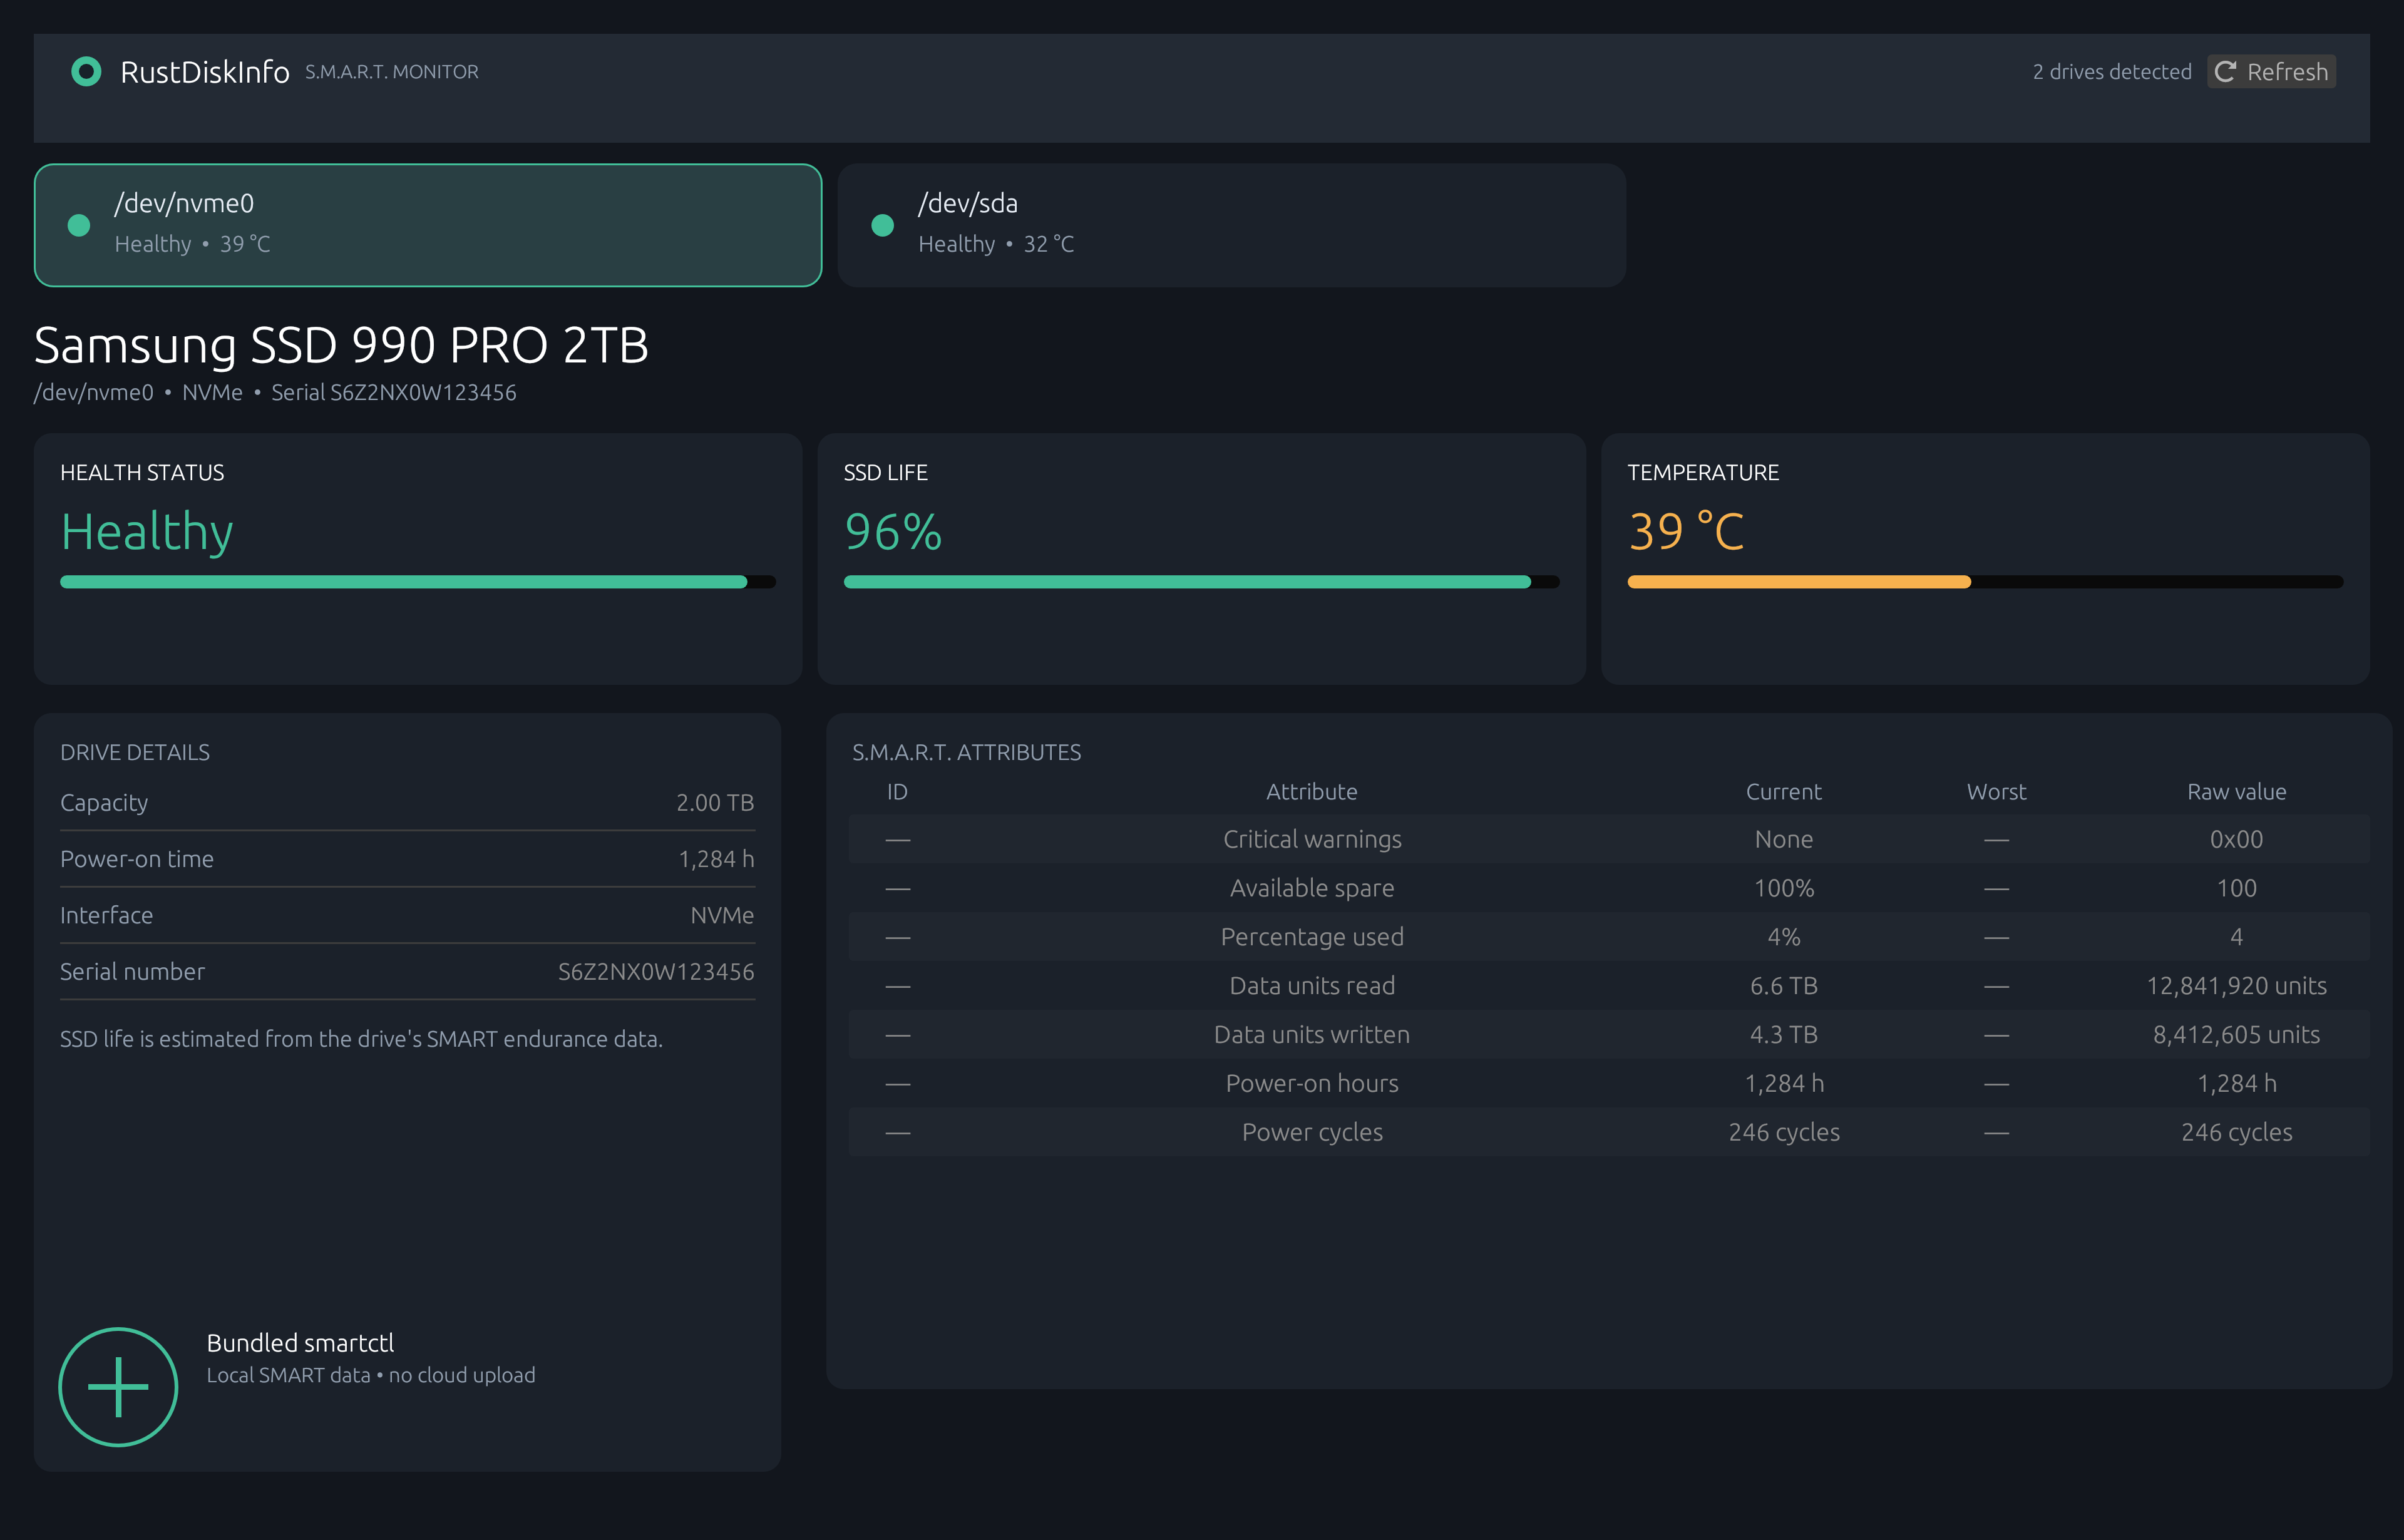 RustDiskInfo S.M.A.R.T. MONITOR 2 drives detected Refresh
/dev/nvme0
Healthy • 39 °C
/dev/sda
Healthy • 32 °C
Samsung SSD 990 PRO 2TB
/dev/nvme0 • NVMe • Serial S6Z2NX0W123456
HEALTH STATUS
Healthy
SSD LIFE
96%
TEMPERATURE
39 °C
DRIVE DETAILS
Capacity 2.00 TB
Power-on time 1,284 h
Interface NVMe
Serial number S6Z2NX0W123456
SSD life is estimated from the drive's SMART endurance data.
Bundled smartctl
Local SMART data • no cloud upload
S.M.A.R.T. ATTRIBUTES
ID Attribute Current Worst Raw value
— Critical warnings None — 0x00
— Available spare 100% — 100
— Percentage used 4% — 4
— Data units read 6.6 TB — 12,841,920 units
— Data units written 4.3 TB — 8,412,605 units
— Power-on hours 1,284 h — 1,284 h
— Power cycles 246 cycles — 246 cycles